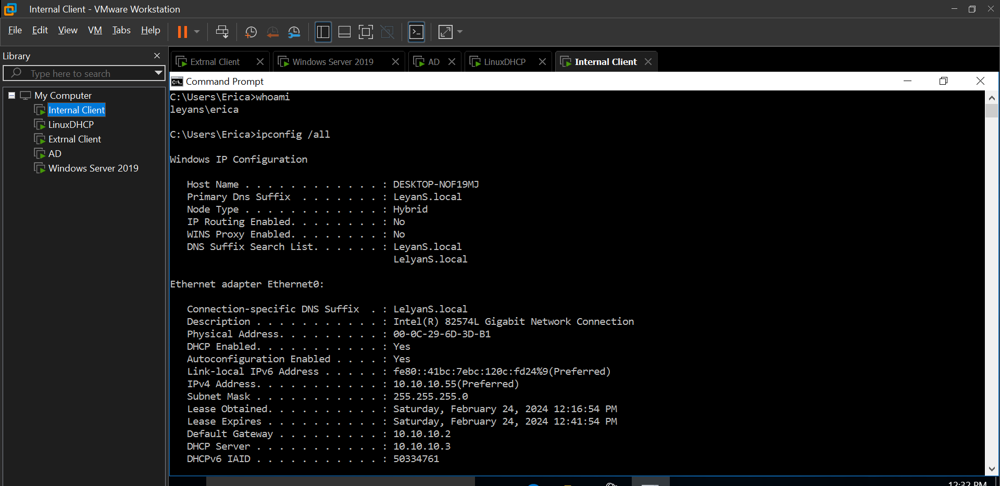 Internal Client - VMware Workstation
File Edit View VM Tabs Help
Library
Type here to search
My Computer
Internal Client
LinuxDHCP
Extrnal Client
AD
Windows Server 2019
Extrnal Client
Windows Server 2019
AD
LinuxDHCP
Internal Client
Command Prompt
C:\Users\Erica>whoami
leyans\erica
C:\Users\Erica>ipconfig /all
Windows IP Configuration
Host Name . . . . . . . . . . . . : DESKTOP-NOF19MJ
Primary Dns Suffix  . . . . . . . : LeyanS.local
Node Type . . . . . . . . . . . . : Hybrid
IP Routing Enabled. . . . . . . . : No
WINS Proxy Enabled. . . . . . . . : No
DNS Suffix Search List. . . . . . : LeyanS.local
LelyanS.local
Ethernet adapter Ethernet0:
Connection-specific DNS Suffix  . : LelyanS.local
Description . . . . . . . . . . . : Intel(R) 82574L Gigabit Network Connection
Physical Address. . . . . . . . . : 00-0C-29-6D-3D-B1
DHCP Enabled. . . . . . . . . . . : Yes
Autoconfiguration Enabled . . . . : Yes
Link-local IPv6 Address . . . . . : fe80::41bc:7ebc:120c:fd24%9(Preferred)
IPv4 Address. . . . . . . . . . . : 10.10.10.55(Preferred)
Subnet Mask . . . . . . . . . . . : 255.255.255.0
Lease Obtained. . . . . . . . . . : Saturday, February 24, 2024 12:16:54 PM
Lease Expires . . . . . . . . . . : Saturday, February 24, 2024 12:41:54 PM
Default Gateway . . . . . . . . . : 10.10.10.2
DHCP Server . . . . . . . . . . . : 10.10.10.3
DHCPv6 IAID . . . . . . . . . . . : 50334761
12:32 PM